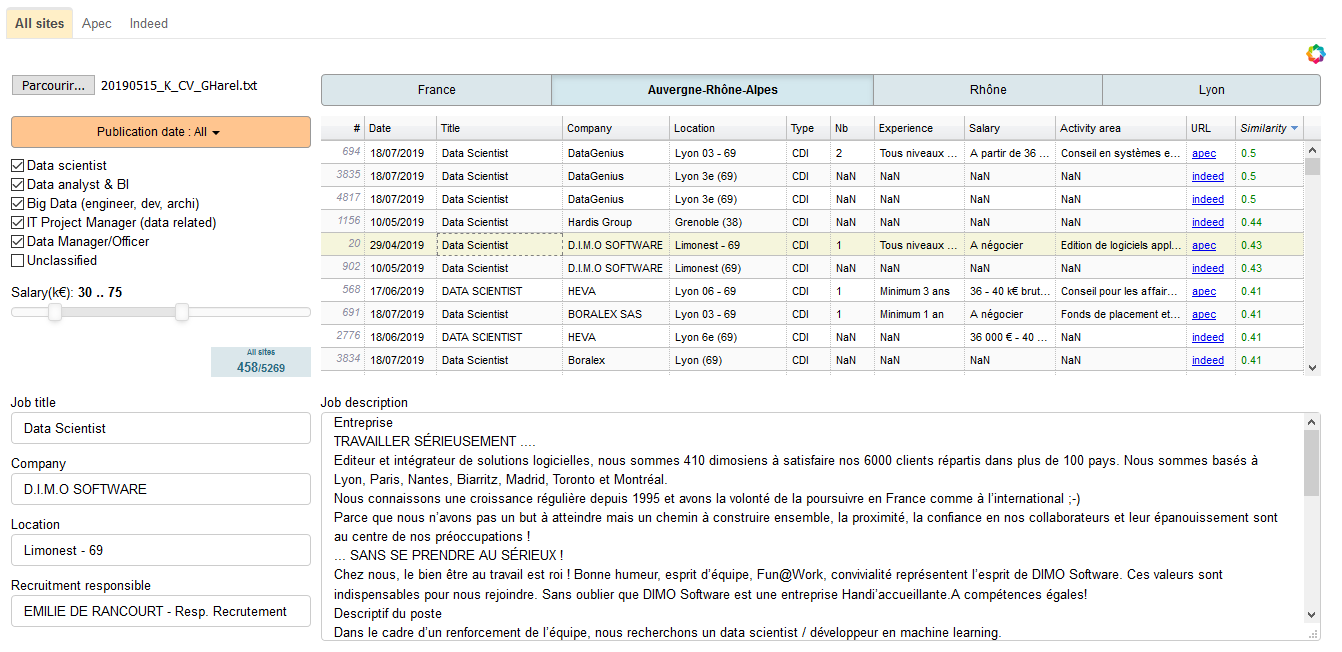 All sites Apec Indeed
Parcourir... 20190515_K_CV_GHarel.txt
France Auvergne-Rhône-Alpes Rhône Lyon
Publication date : All
Data scientist
Data analyst & BI
Big Data (engineer, dev, archi)
IT Project Manager (data related)
Data Manager/Officer
Unclassified
Salary(k€): 30 .. 75
All sites
458/5269
# Date Title Company Location Type Nb Experience Salary Activity area URL Similarity
694 18/07/2019 Data Scientist DataGenius Lyon 03 - 69 CDI 2 Tous niveaux ... A partir de 36 ... Conseil en systèmes e... apec 0.5
3835 18/07/2019 Data Scientist DataGenius Lyon 3e (69) CDI NaN NaN NaN NaN indeed 0.5
4817 18/07/2019 Data Scientist DataGenius Lyon 3e (69) CDI NaN NaN NaN NaN indeed 0.5
1156 10/05/2019 Data Scientist Hardis Group Grenoble (38) CDI NaN NaN NaN NaN indeed 0.44
20 29/04/2019 Data Scientist D.I.M.O SOFTWARE Limonest - 69 CDI 1 Tous niveaux ... A négocier Edition de logiciels appl... apec 0.43
902 10/05/2019 Data Scientist D.I.M.O SOFTWARE Limonest (69) CDI NaN NaN NaN NaN indeed 0.43
568 17/06/2019 DATA SCIENTIST HEVA Lyon 06 - 69 CDI 1 Minimum 3 ans 36 - 40 k€ brut... Conseil pour les affair... apec 0.41
691 18/07/2019 Data Scientist BORALEX SAS Lyon 03 - 69 CDI 1 Minimum 1 an A négocier Fonds de placement et... apec 0.41
2776 18/06/2019 DATA SCIENTIST HEVA Lyon 6e (69) CDI NaN NaN 36 000 € - 40 ... NaN indeed 0.41
3834 18/07/2019 Data Scientist Boralex Lyon (69) CDI NaN NaN NaN NaN indeed 0.41
Job title
Data Scientist
Company
D.I.M.O SOFTWARE
Location
Limonest - 69
Recruitment responsible
EMILIE DE RANCOURT - Resp. Recrutement
Job description
Entreprise
TRAVAILLER SÉRIEUSEMENT ....
Editeur et intégrateur de solutions logicielles, nous sommes 410 dimosiens à satisfaire nos 6000 clients répartis dans plus de 100 pays. Nous sommes basés à
Lyon, Paris, Nantes, Biarritz, Madrid, Toronto et Montréal.
Nous connaissons une croissance régulière depuis 1995 et avons la volonté de la poursuivre en France comme à l’international ;-)
Parce que nous n’avons pas un but à atteindre mais un chemin à construire ensemble, la proximité, la confiance en nos collaborateurs et leur épanouissement sont
au centre de nos préoccupations !
... SANS SE PRENDRE AU SÉRIEUX !
Chez nous, le bien être au travail est roi ! Bonne humeur, esprit d’équipe, Fun@Work, convivialité représentent l’esprit de DIMO Software. Ces valeurs sont
indispensables pour nous rejoindre. Sans oublier que DIMO Software est une entreprise Handi’accueillante.A compétences égales!
Descriptif du poste
Dans le cadre d’un renforcement de l’équipe, nous recherchons un data scientist / développeur en machine learning.